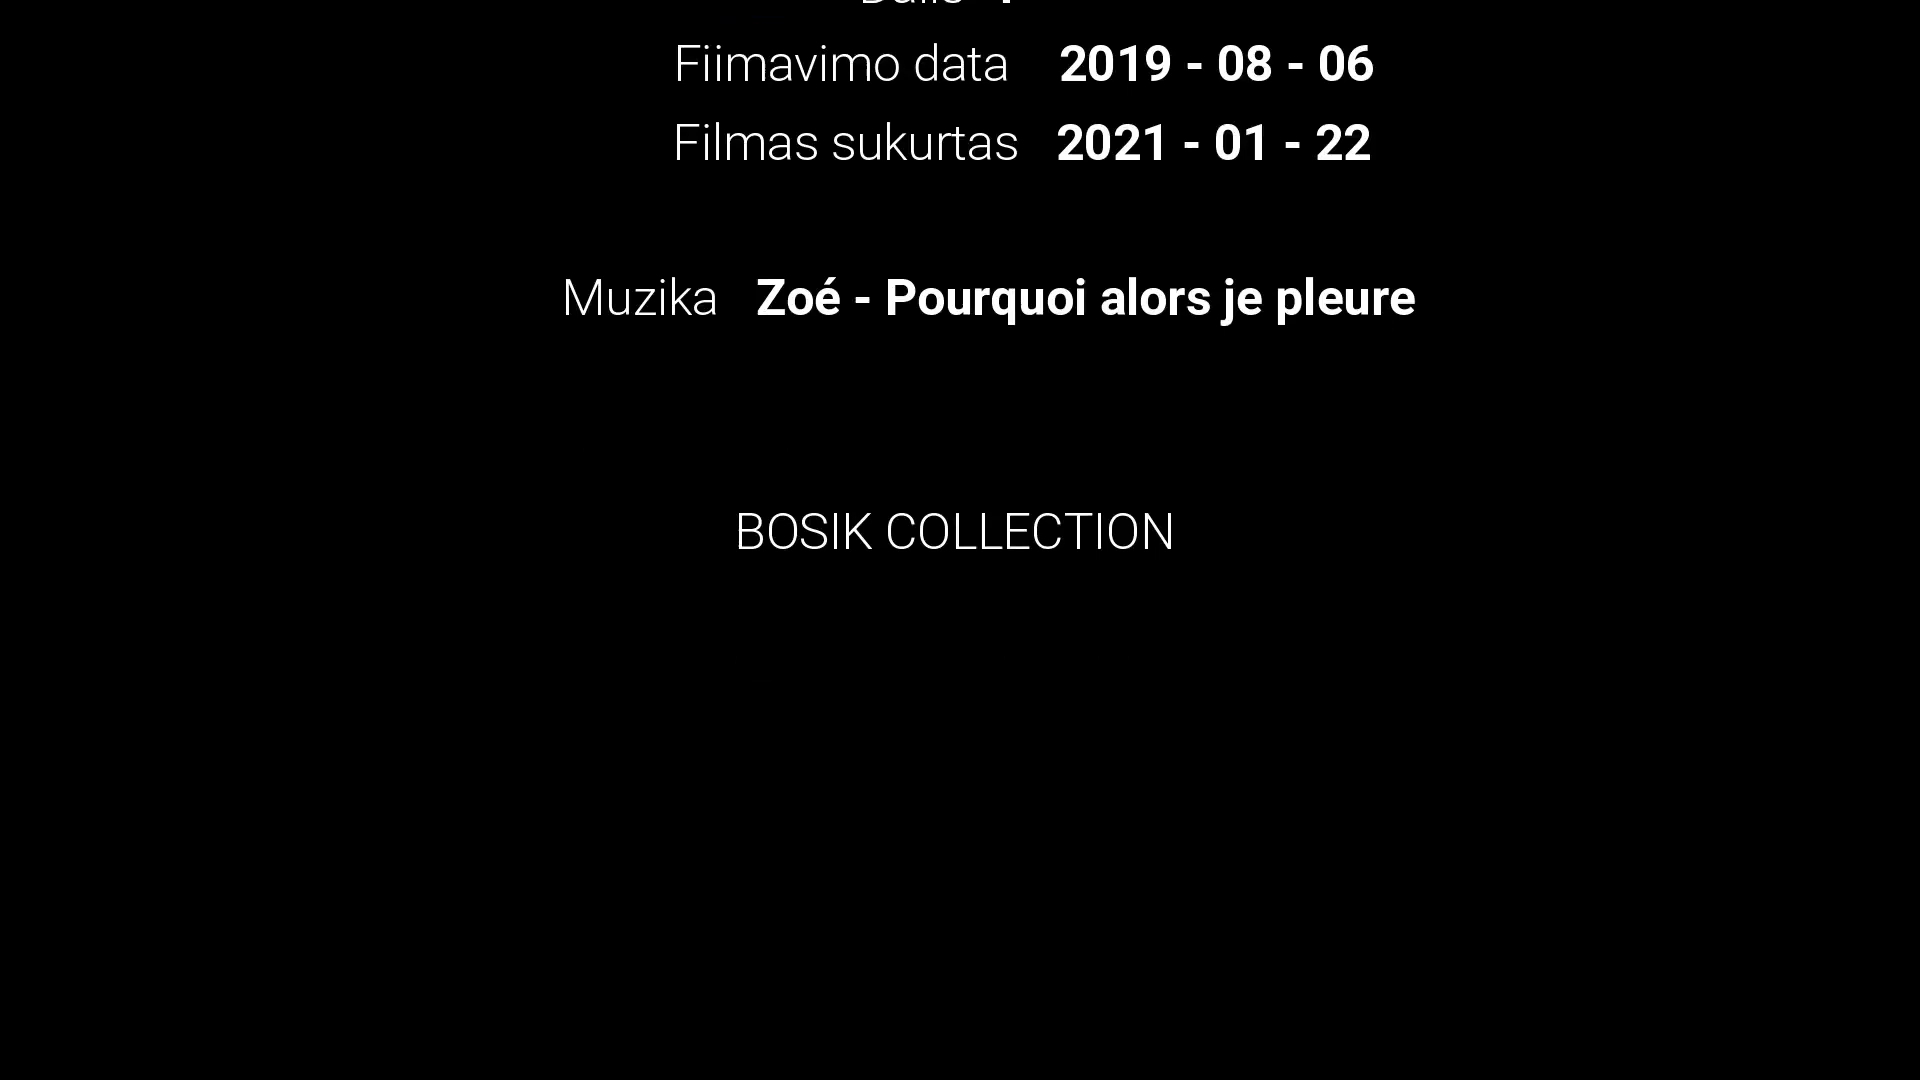 Fiimavimo data 2019 - 08 - 06
Filmas sukurtas 2021 - 01 - 22
Muzika Zoé - Pourquoi alors je pleure
BOSIK COLLECTION